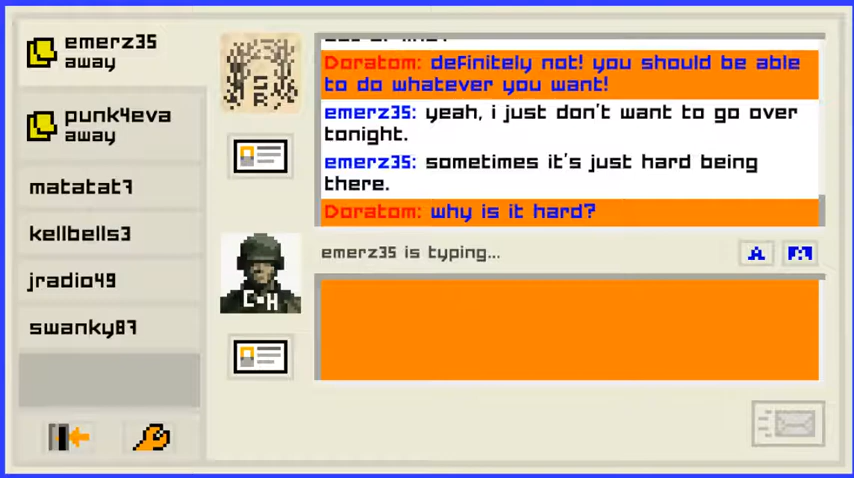 emerz35
away
punk4eva
away
matatat7
kellbells3
jradio49
swanky87
S
R
Doratom: definitely not! you should be able
to do whatever you want!
emerz35: yeah, i just don't want to go over
tonight.
emerz35: sometimes it's just hard being
there.
Doratom: why is it hard?
C•H
emerz35 is typing...
A